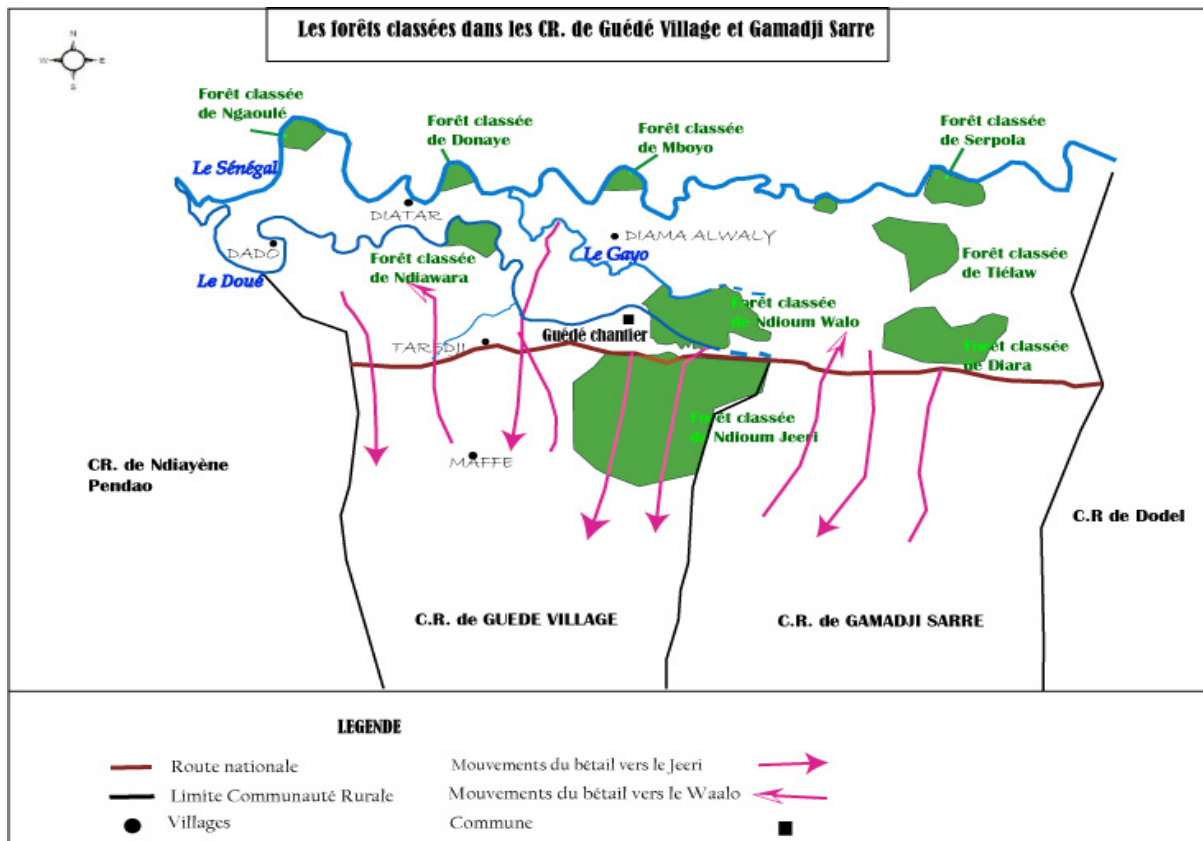 Les forêts classées dans les CR. de Guédé Village et Gamadji Sarre
N
W
E
S
Forêt classée
de Ngaoulé
Forêt classée
de Donaye
Forêt classée
de Mboyo
Forêt classée
de Serpola
Le Sénégal
DIATAR
DIAMA ALWALY
DADO
Forêt classée
de Ndiawara
Le Gayo
Forêt classée
de Tiélaw
Le Doué
Forêt classée
de Ndioum Walo
Guédé chantier
TAREDJI
Forêt classée
de Diara
Forêt classée
de Ndioum Jeeri
MAFFE
CR. de Ndiayène
Pendao
C.R de Dodel
C.R. de GUEDE VILLAGE
C.R. de GAMADJI SARRE
LEGENDE
Route nationale
Mouvements du bétail vers le Jeeri
Limite Communauté Rurale
Mouvements du bétail vers le Waalo
Villages
Commune